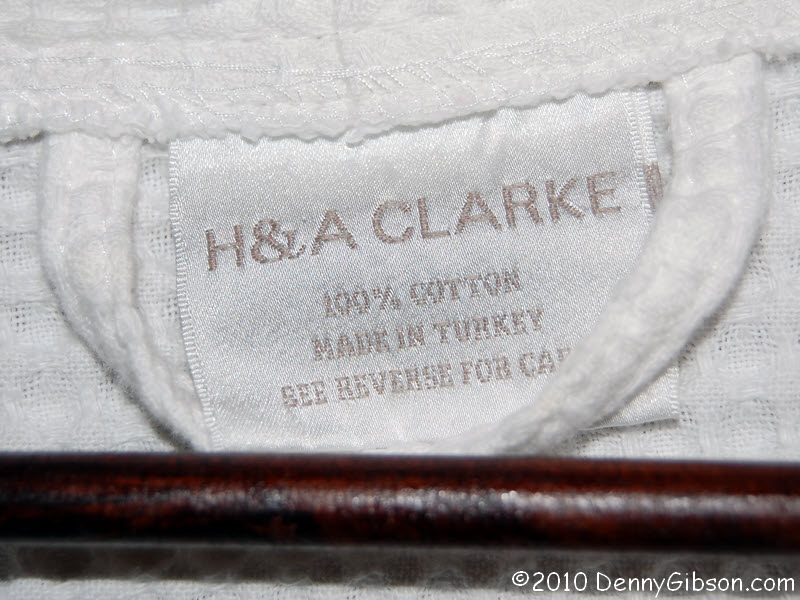 H&A CLARKE
100% COTTON
MADE IN TURKEY
SEE REVERSE FOR
©2010 DennyGibson.com